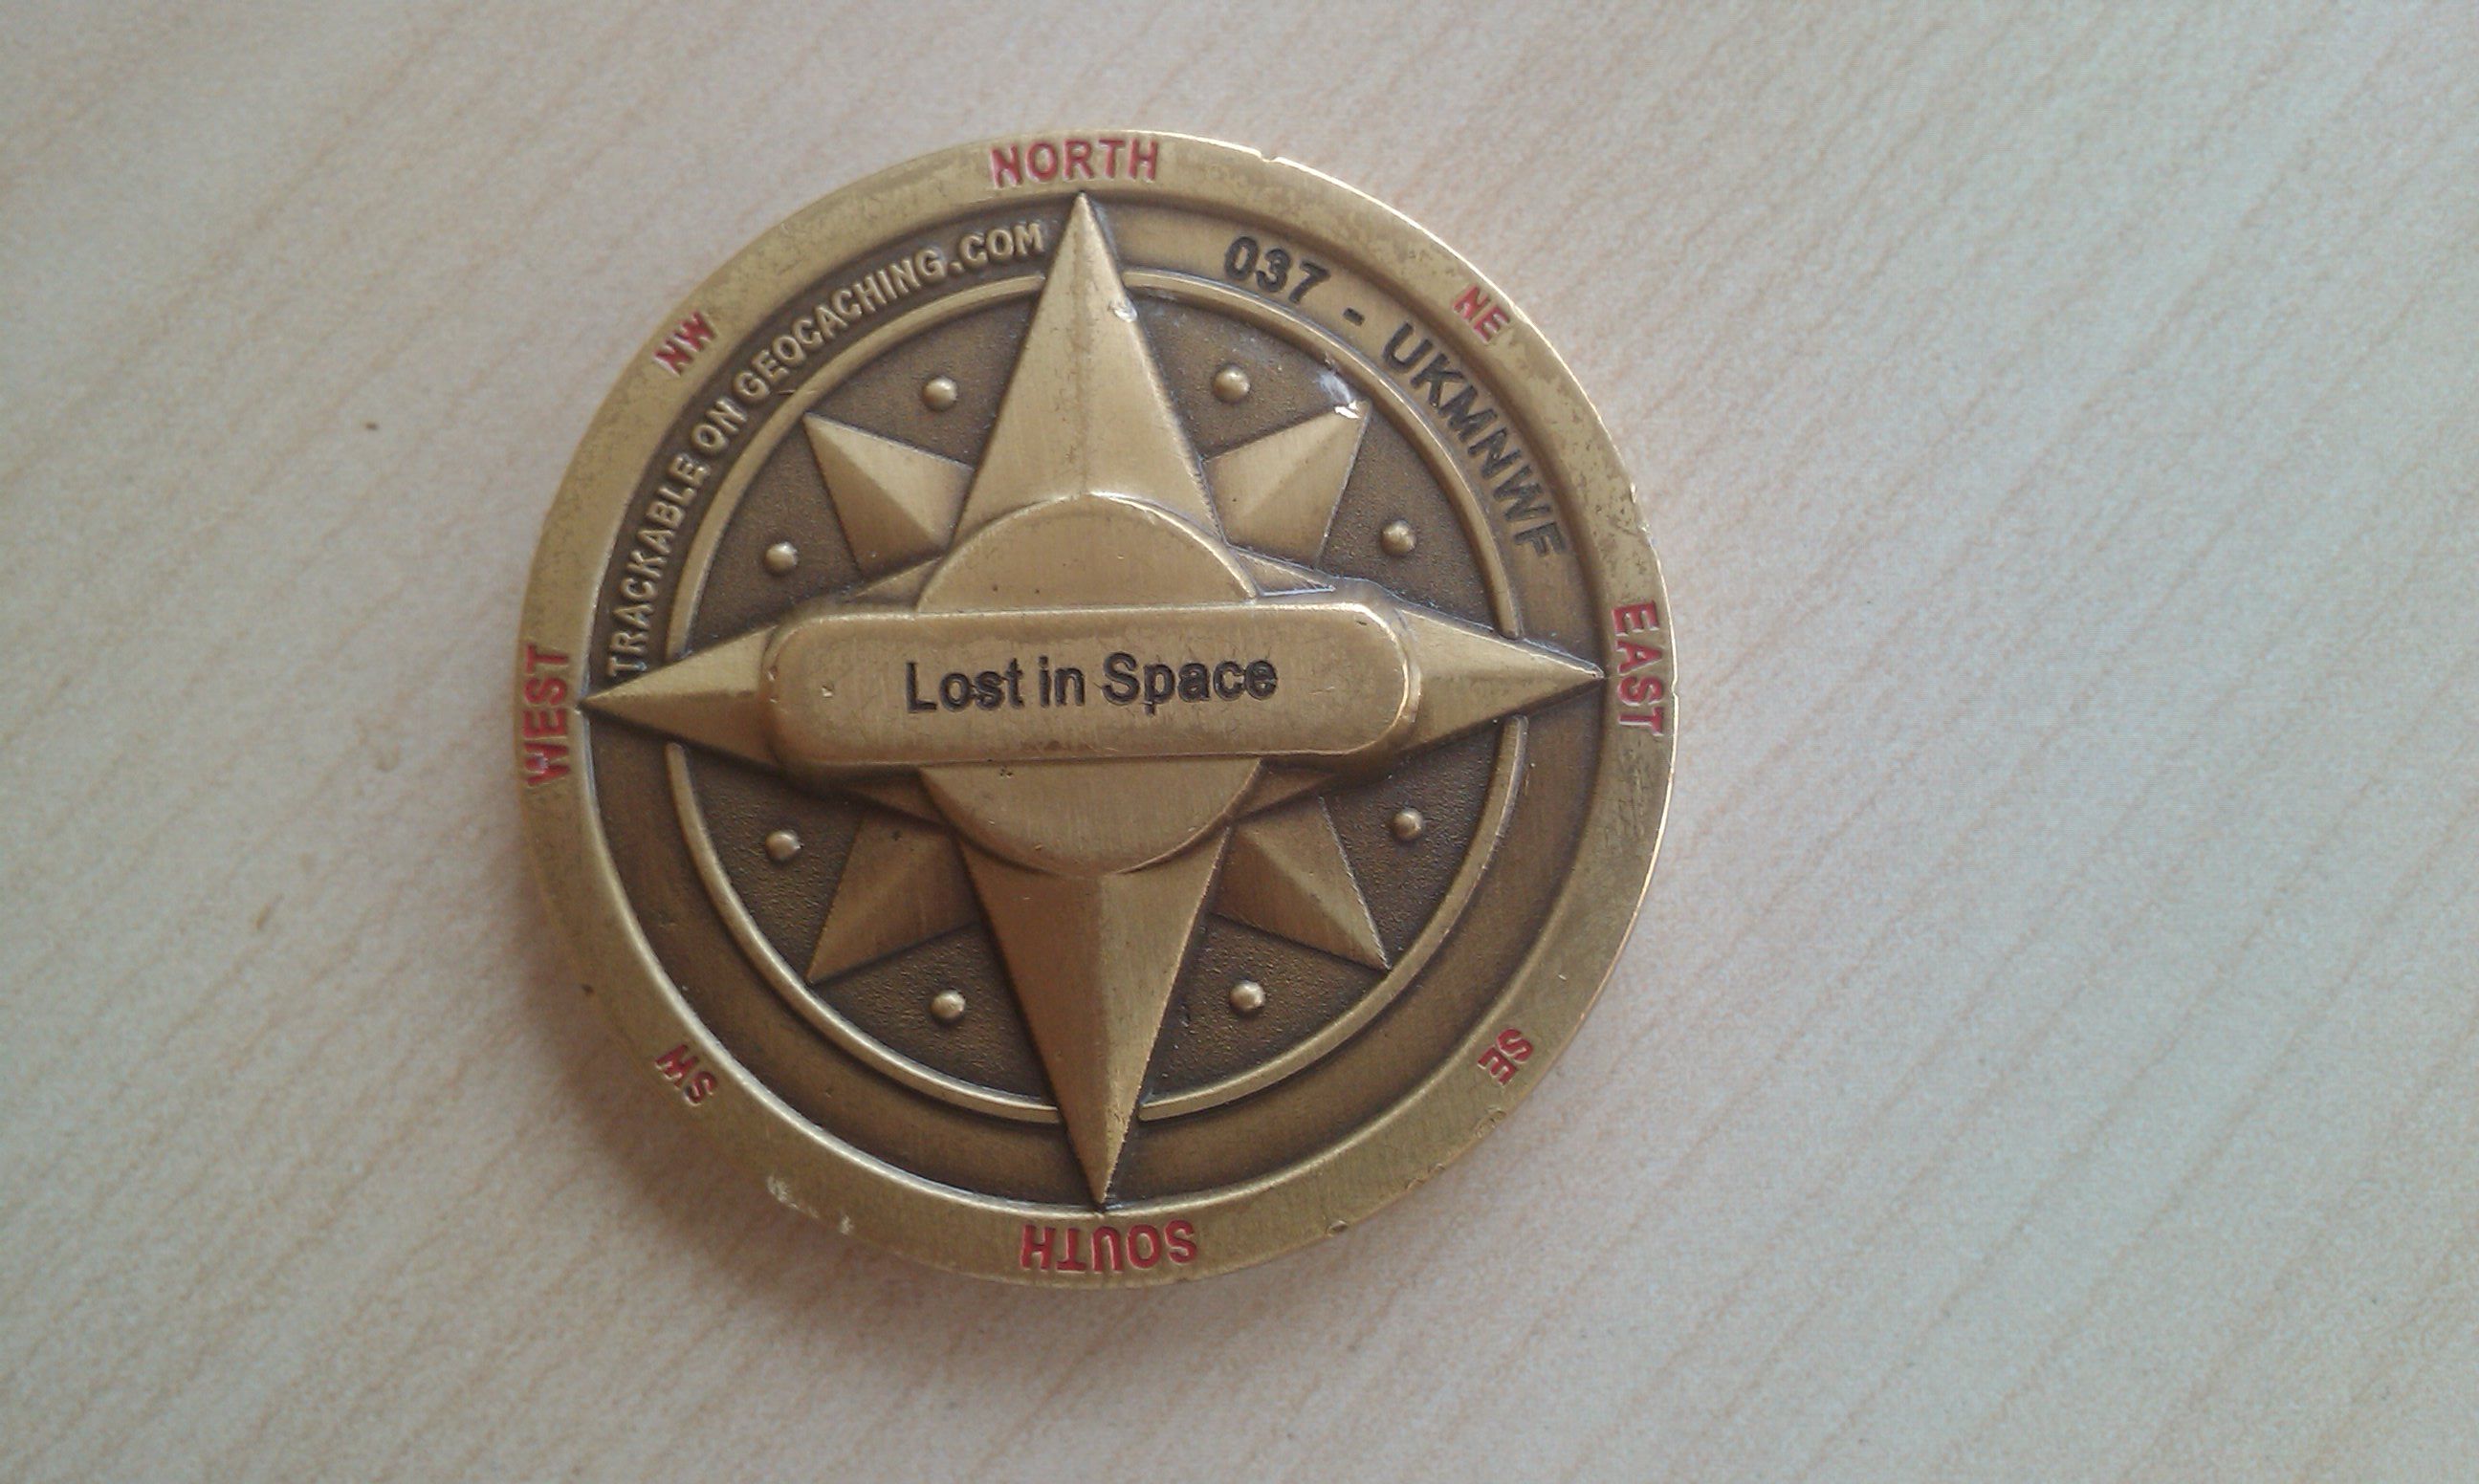 NORTH
NW
NE
TRACKABLE ON GEOCACHING.COM
037 - UKMNWF
WEST
Lost in Space
EAST
SW
SE
SOUTH